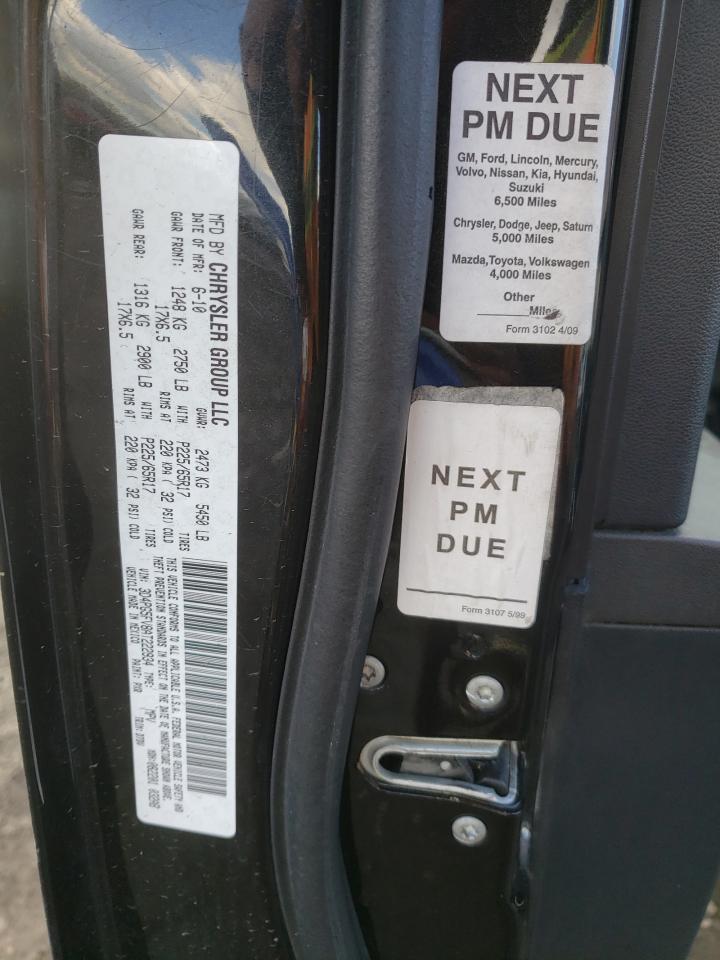 MFD BY CHRYSLER GROUP LLC
DATE OF MFR: 6-10 GVWR: 2473 KG 5450 LB
GAWR FRONT: 1248 KG 2750 LB WITH P225/65R17 TIRES
17X6.5 RIMS AT 220 KPA ( 32 PSI) COLD
GAWR REAR: 1316 KG 2900 LB WITH P225/65R17 TIRES
17X6.5 RIMS AT 220 KPA ( 32 PSI) COLD
THIS VEHICLE CONFORMS TO ALL APPLICABLE U.S.A. FEDERAL MOTOR VEHICLE SAFETY AND
THEFT PREVENTION STANDARDS IN EFFECT ON THE DATE OF MANUFACTURE SHOWN ABOVE.
VIN: TYPE: MPV
VEHICLE MADE IN MEXICO PAINT: PXR TRIM:
NEXT
PM DUE
GM, Ford, Lincoln, Mercury,
Volvo, Nissan, Kia, Hyundai,
Suzuki
6,500 Miles
Chrysler, Dodge, Jeep, Saturn
5,000 Miles
Mazda,Toyota, Volkswagen
4,000 Miles
Other
Miles
Form 3102 4/09
NEXT
PM
DUE
Form 3107 5/99